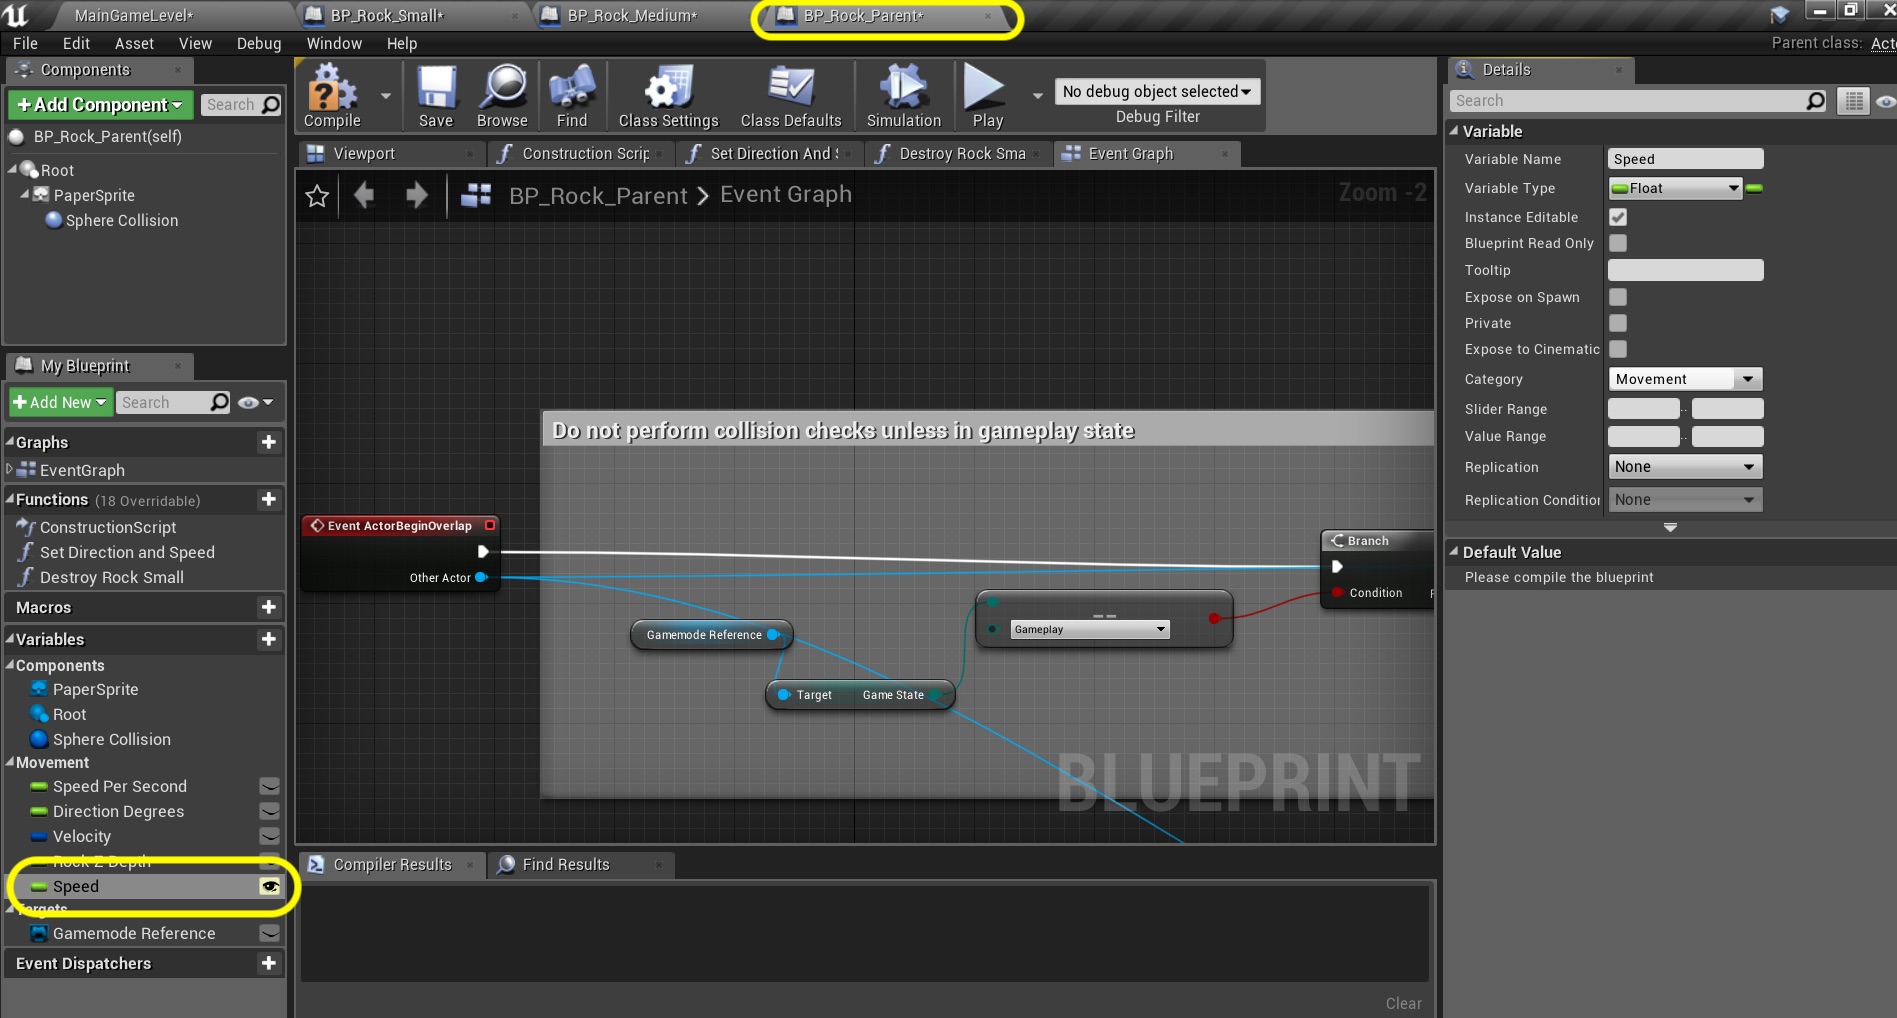 MainGameLevel*
BP_Rock_Small*
BP_Rock_Medium*
BP_Rock_Parent*
File Edit Asset View Debug Window Help
Parent class: Acto
Components
+Add Component
Search
BP_Rock_Parent(self)
Root
PaperSprite
Sphere Collision
My Blueprint
+Add New
Search
Graphs
EventGraph
Functions (18 Overridable)
ConstructionScript
Set Direction and Speed
Destroy Rock Small
Macros
Variables
Components
PaperSprite
Root
Sphere Collision
Movement
Speed Per Second
Direction Degrees
Velocity
Rock Z Depth
Speed
Targets
Gamemode Reference
Event Dispatchers
Compile
Save
Browse
Find
Class Settings
Class Defaults
Simulation
Play
No debug object selected
Debug Filter
Viewport
Construction Scrip
Set Direction And S
Destroy Rock Sma
Event Graph
BP_Rock_Parent > Event Graph
Zoom -2
Do not perform collision checks unless in gameplay state
Event ActorBeginOverlap
Other Actor
Gamemode Reference
Target Game State
==
Gameplay
Branch
Condition
BLUEPRINT
Compiler Results
Find Results
Clear
Details
Search
Variable
Variable Name Speed
Variable Type Float
Instance Editable
Blueprint Read Only
Tooltip
Expose on Spawn
Private
Expose to Cinematic
Category Movement
Slider Range ..
Value Range ..
Replication None
Replication Condition None
Default Value
Please compile the blueprint